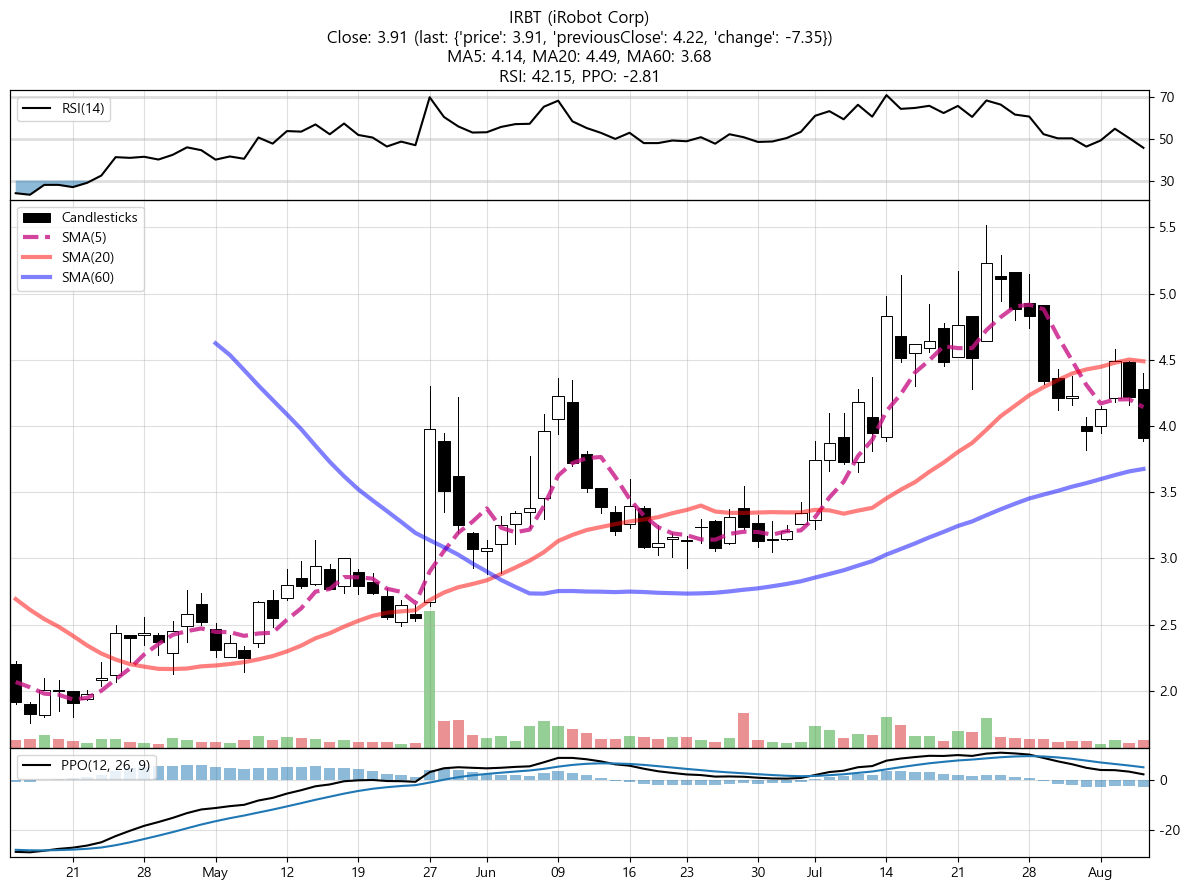 IRBT (iRobot Corp)
Close: 3.91 (last: {'price': 3.91, 'previousClose': 4.22, 'change': -7.35})
MA5: 4.14, MA20: 4.49, MA60: 3.68
RSI: 42.15, PPO: -2.81
RSI(14)
70
50
30
Candlesticks
SMA(5)
SMA(20)
SMA(60)
5.5
5.0
4.5
4.0
3.5
3.0
2.5
2.0
PPO(12, 26, 9)
0
-20
21 28 May 12 19 27 Jun 09 16 23 30 Jul 14 21 28 Aug